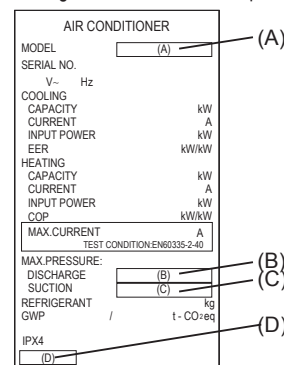 AIR CONDITIONER
MODEL (A) (A)
SERIAL NO.
V~ Hz
COOLING
CAPACITY kW
CURRENT A
INPUT POWER kW
EER kW/kW
HEATING
CAPACITY kW
CURRENT A
INPUT POWER kW
COP kW/kW
MAX.CURRENT A
TEST CONDITION:EN60335-2-40
MAX.PRESSURE:
DISCHARGE (B) (B)
SUCTION (C) (C)
REFRIGERANT kg
GWP / t - CO2eq
IPX4
(D) (D)